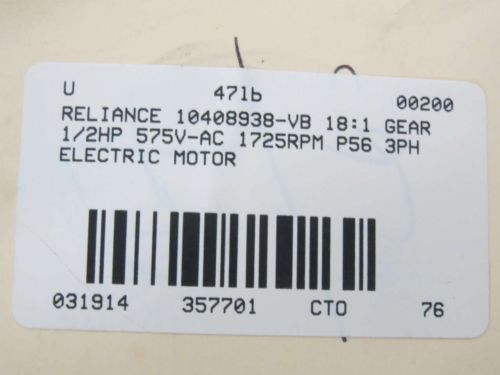 U 47lb 00200
RELIANCE 10408938-VB 18:1 GEAR
1/2HP 575V-AC 1725RPM P56 3PH
ELECTRIC MOTOR
031914 357701 CTO 76